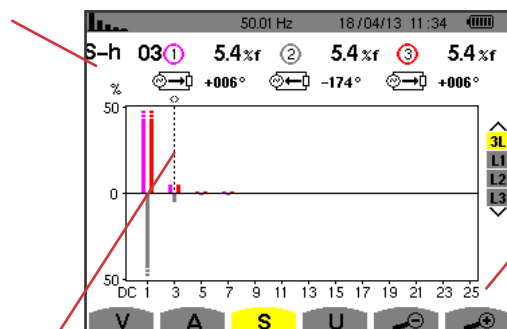 50.01 Hz 18/04/13 11:34
S-h 03 1 5.4%f 2 5.4%f 3 5.4%f
+006° -174° +006°
%
50
3L
L1
L2
L3
0
50
DC 1 3 5 7 9 11 13 15 17 19 21 23 25
V A S U